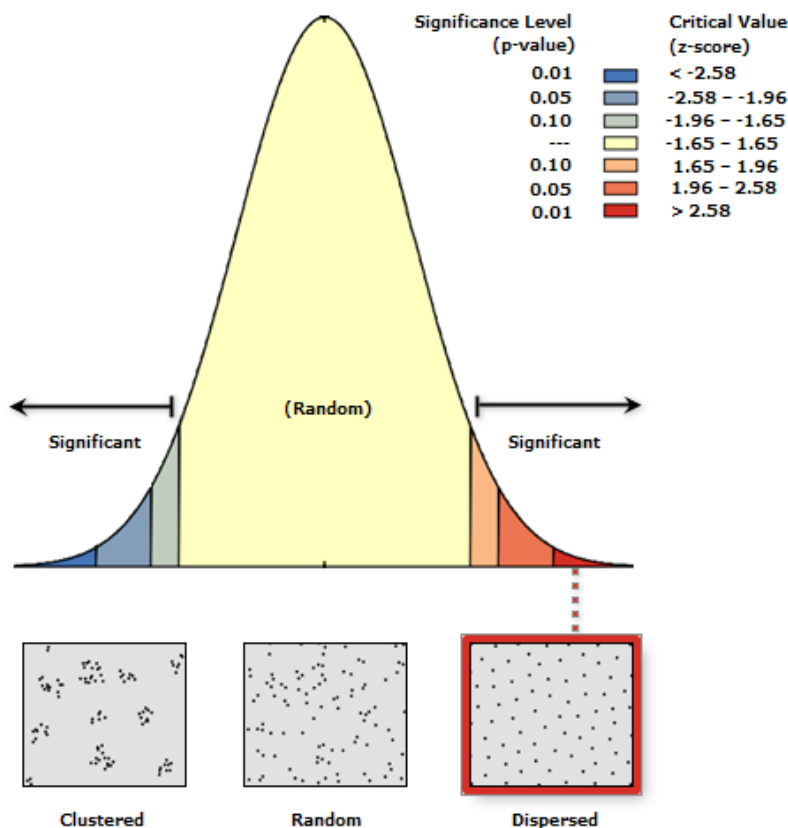 Significance Level Critical Value
(p-value) (z-score)
0.01 < -2.58
0.05 -2.58 – -1.96
0.10 -1.96 – -1.65
--- -1.65 – 1.65
0.10 1.65 – 1.96
0.05 1.96 – 2.58
0.01 > 2.58
(Random)
Significant Significant
Clustered Random Dispersed